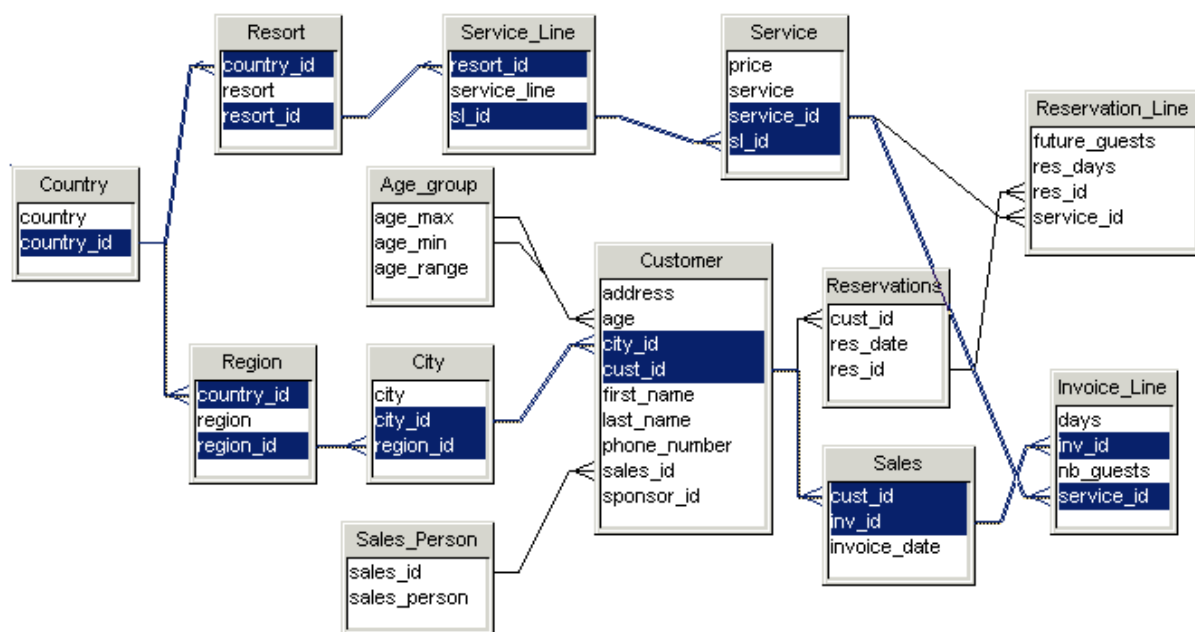 Resort
country_id
resort
resort_id
Service_Line
resort_id
service_line
sl_id
Service
price
service
service_id
sl_id
Reservation_Line
future_guests
res_days
res_id
service_id
Country
country
country_id
Age_group
age_max
age_min
age_range
Customer
address
age
city_id
cust_id
first_name
last_name
phone_number
sales_id
sponsor_id
Reservations
cust_id
res_date
res_id
Region
country_id
region
region_id
City
city
city_id
region_id
Invoice_Line
days
inv_id
nb_guests
service_id
Sales
cust_id
inv_id
invoice_date
Sales_Person
sales_id
sales_person